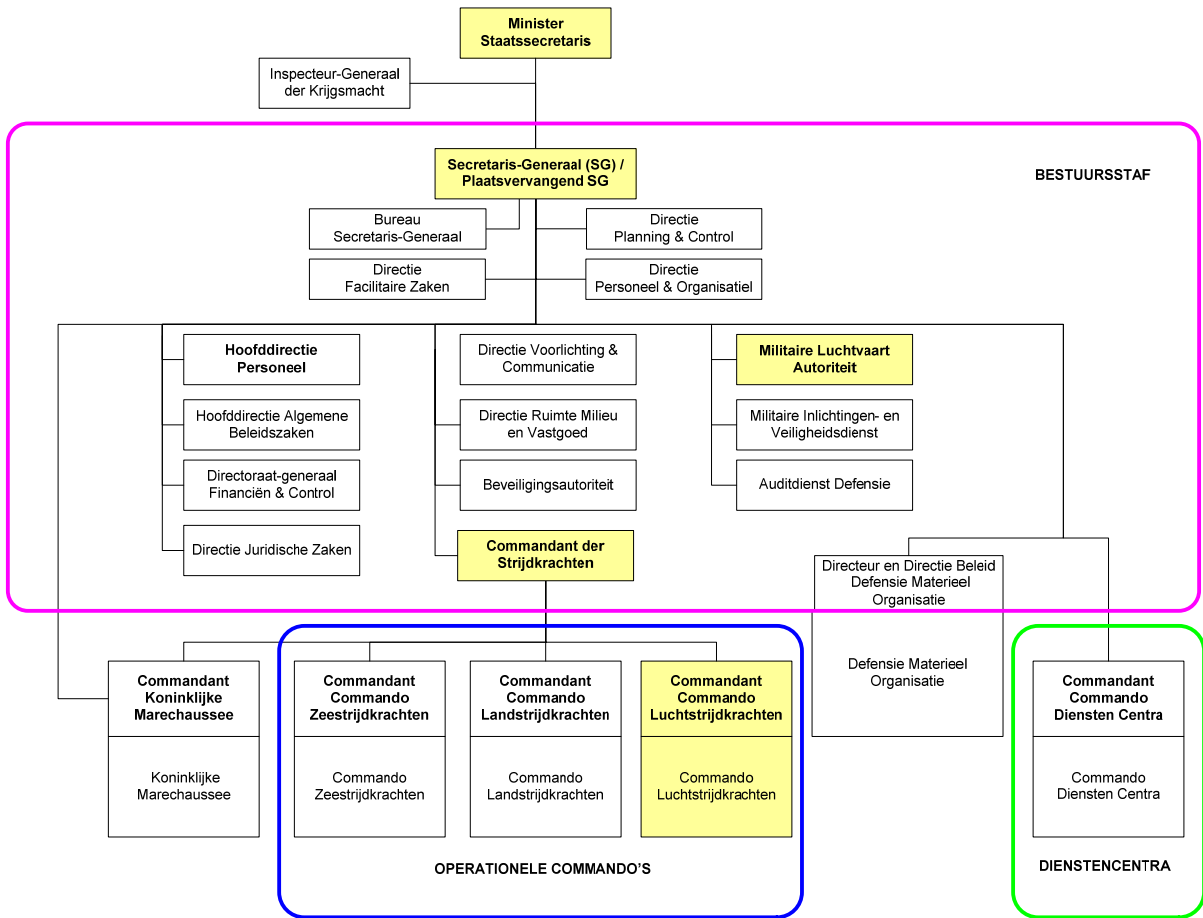 Minister
Staatssecretaris
Inspecteur-Generaal
der Krijgsmacht
Secretaris-Generaal (SG) /
Plaatsvervangend SG
BESTUURSSTAF
Bureau
Secretaris-Generaal
Directie
Planning & Control
Directie
Facilitaire Zaken
Directie
Personeel & Organisatiel
Hoofddirectie
Personeel
Directie Voorlichting &
Communicatie
Militaire Luchtvaart
Autoriteit
Hoofddirectie Algemene
Beleidszaken
Directie Ruimte Milieu
en Vastgoed
Militaire Inlichtingen- en
Veiligheidsdienst
Directoraat-generaal
Financiën & Control
Beveiligingsautoriteit
Auditdienst Defensie
Directie Juridische Zaken
Commandant der
Strijdkrachten
Directeur en Directie Beleid
Defensie Materieel
Organisatie
Commandant
Koninklijke
Marechaussee
Commandant
Commando
Zeestrijdkrachten
Commandant
Commando
Landstrijdkrachten
Commandant
Commando
Luchtstrijdkrachten
Defensie Materieel
Organisatie
Commandant
Commando
Diensten Centra
Koninklijke
Marechaussee
Commando
Zeestrijdkrachten
Commando
Landstrijdkrachten
Commando
Luchtstrijdkrachten
Commando
Diensten Centra
OPERATIONELE COMMANDO'S
DIENSTENCENTRA